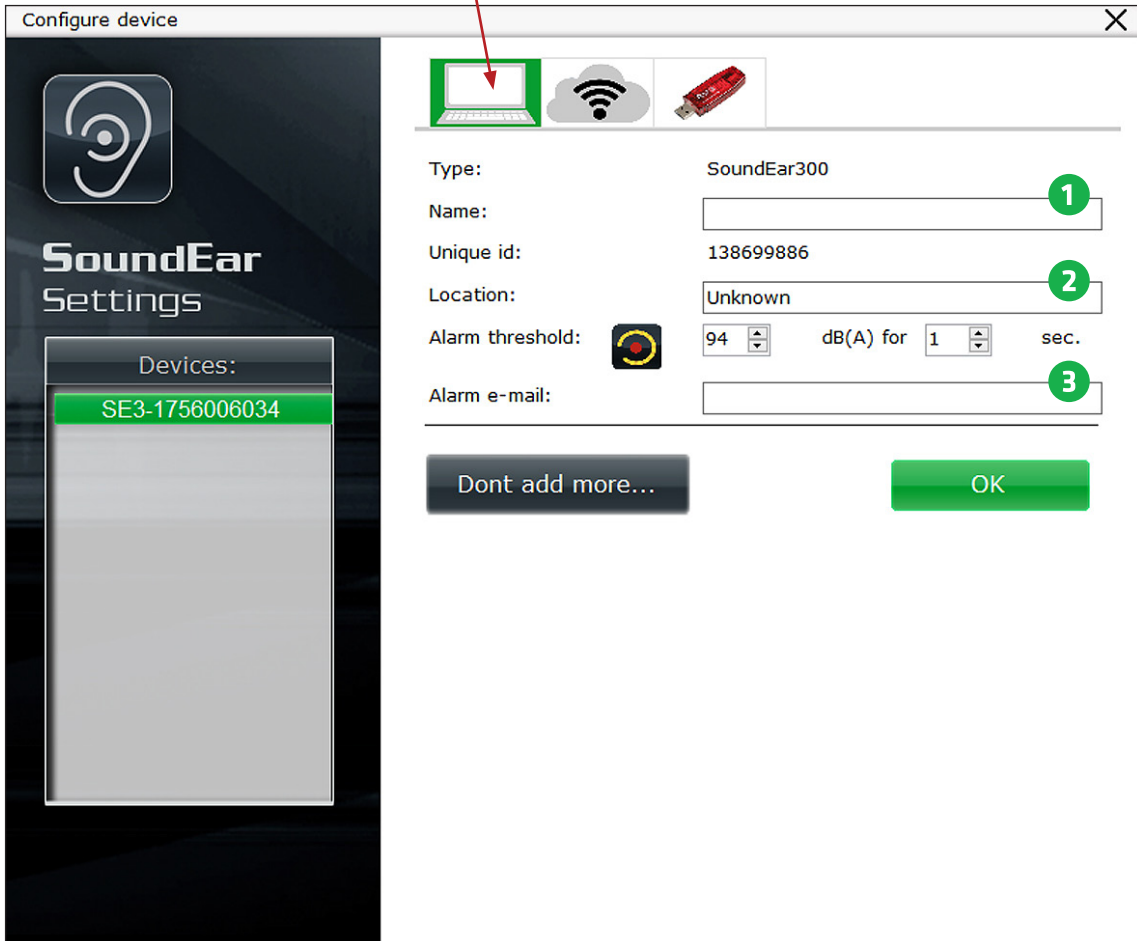 Configure device
SoundEar
Settings
Devices:
SE3-1756006034
Type: SoundEar300
1
Name:
Unique id: 138699886
2
Location: Unknown
Alarm threshold: 94 dB(A) for 1 sec.
3
Alarm e-mail:
Dont add more... OK